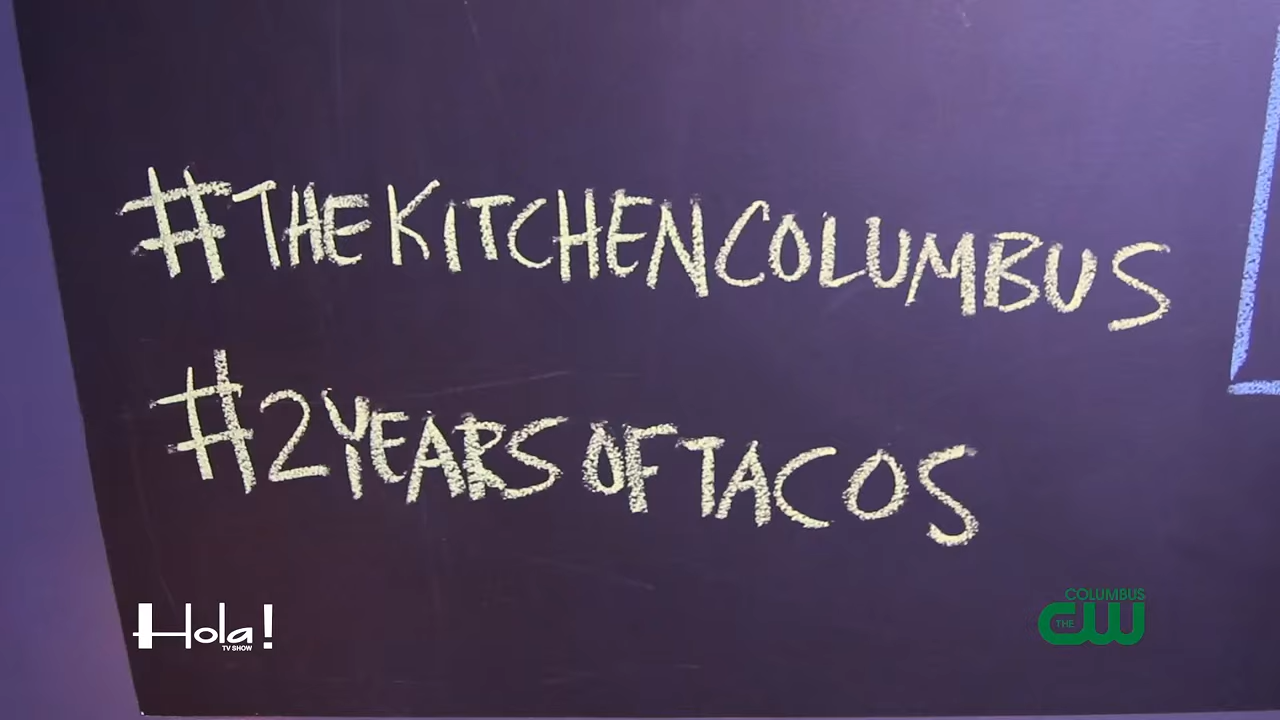 #THEKITCHENCOLUMBUS
#2YEARSOFTACOS
Hola!
TV SHOW
COLUMBUS
THE CW